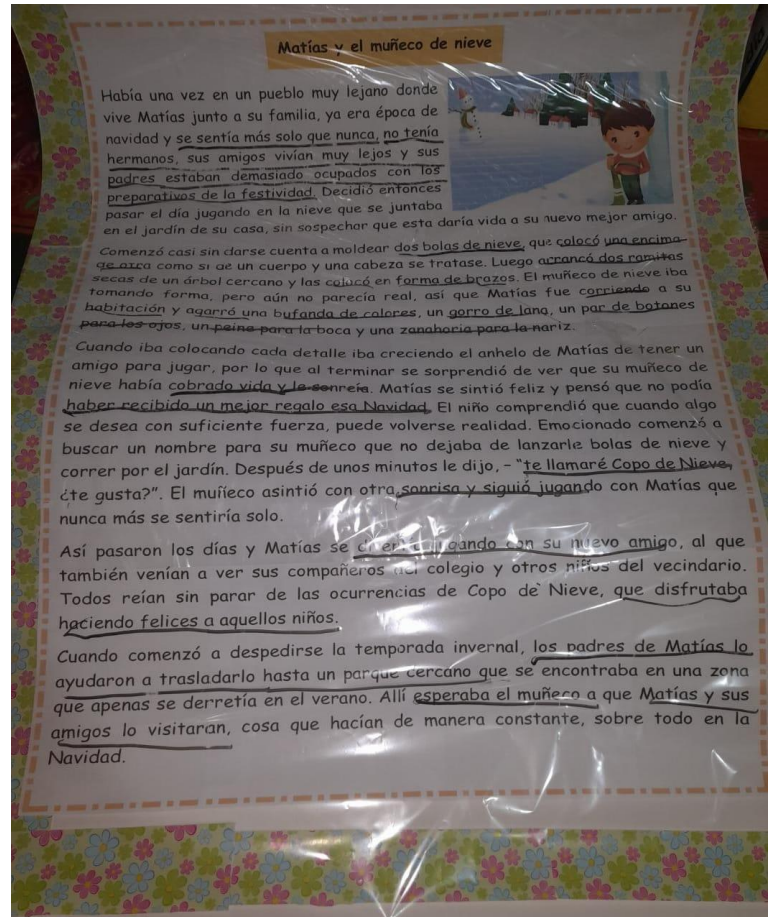 Matías y el muñeco de nieve
Había una vez en un pueblo muy lejano donde
vive Matías junto a su familia, ya era época de
navidad y se sentía más solo que nunca, no tenía
hermanos, sus amigos vivían muy lejos y sus
padres estaban demasiado ocupados con los
preparativos de la festividad. Decidió entonces
pasar el día jugando en la nieve que se juntaba
en el jardín de su casa, sin sospechar que esta daría vida a su nuevo mejor amigo.
Comenzó casi sin darse cuenta a moldear dos bolas de nieve, que colocó una encima
de otra como si de un cuerpo y una cabeza se tratase. Luego arrancó dos ramitas
secas de un árbol cercano y las colocó en forma de brazos. El muñeco de nieve iba
tomando forma, pero aún no parecía real, así que Matías fue corriendo a su
habitación y agarró una bufanda de colores, un gorro de lana, un par de botones
para los ojos, un peine para la boca y una zanahoria para la nariz.
Cuando iba colocando cada detalle iba creciendo el anhelo de Matías de tener un
amigo para jugar, por lo que al terminar se sorprendió de ver que su muñeco de
nieve había cobrado vida y le sonreía. Matías se sintió feliz y pensó que no podía
haber recibido un mejor regalo esa Navidad. El niño comprendió que cuando algo
se desea con suficiente fuerza, puede volverse realidad. Emocionado comenzó a
buscar un nombre para su muñeco que no dejaba de lanzarle bolas de nieve y
correr por el jardín. Después de unos minutos le dijo, - "te llamaré Copo de Nieve,
¿te gusta?". El muñeco asintió con otra sonrisa y siguió jugando con Matías que
nunca más se sentiría solo.
Así pasaron los días y Matías se divertía jugando con su nuevo amigo, al que
también venían a ver sus compañeros del colegio y otros niños del vecindario.
Todos reían sin parar de las ocurrencias de Copo de Nieve, que disfrutaba
haciendo felices a aquellos niños.
Cuando comenzó a despedirse la temporada invernal, los padres de Matías lo
ayudaron a trasladarlo hasta un parque cercano que se encontraba en una zona
que apenas se derretía en el verano. Allí esperaba el muñeco a que Matías y sus
amigos lo visitaran, cosa que hacían de manera constante, sobre todo en la
Navidad.